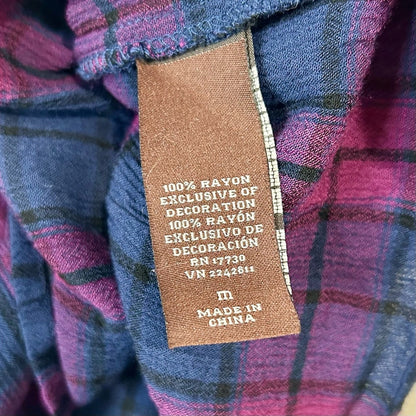 100% RAYON
EXCLUSIVE OF
DECORATION
100% RAYÓN
EXCLUSIVO DE
DECORACIÓN
RN 17730
VN 2242811
m
MADE IN
CHINA